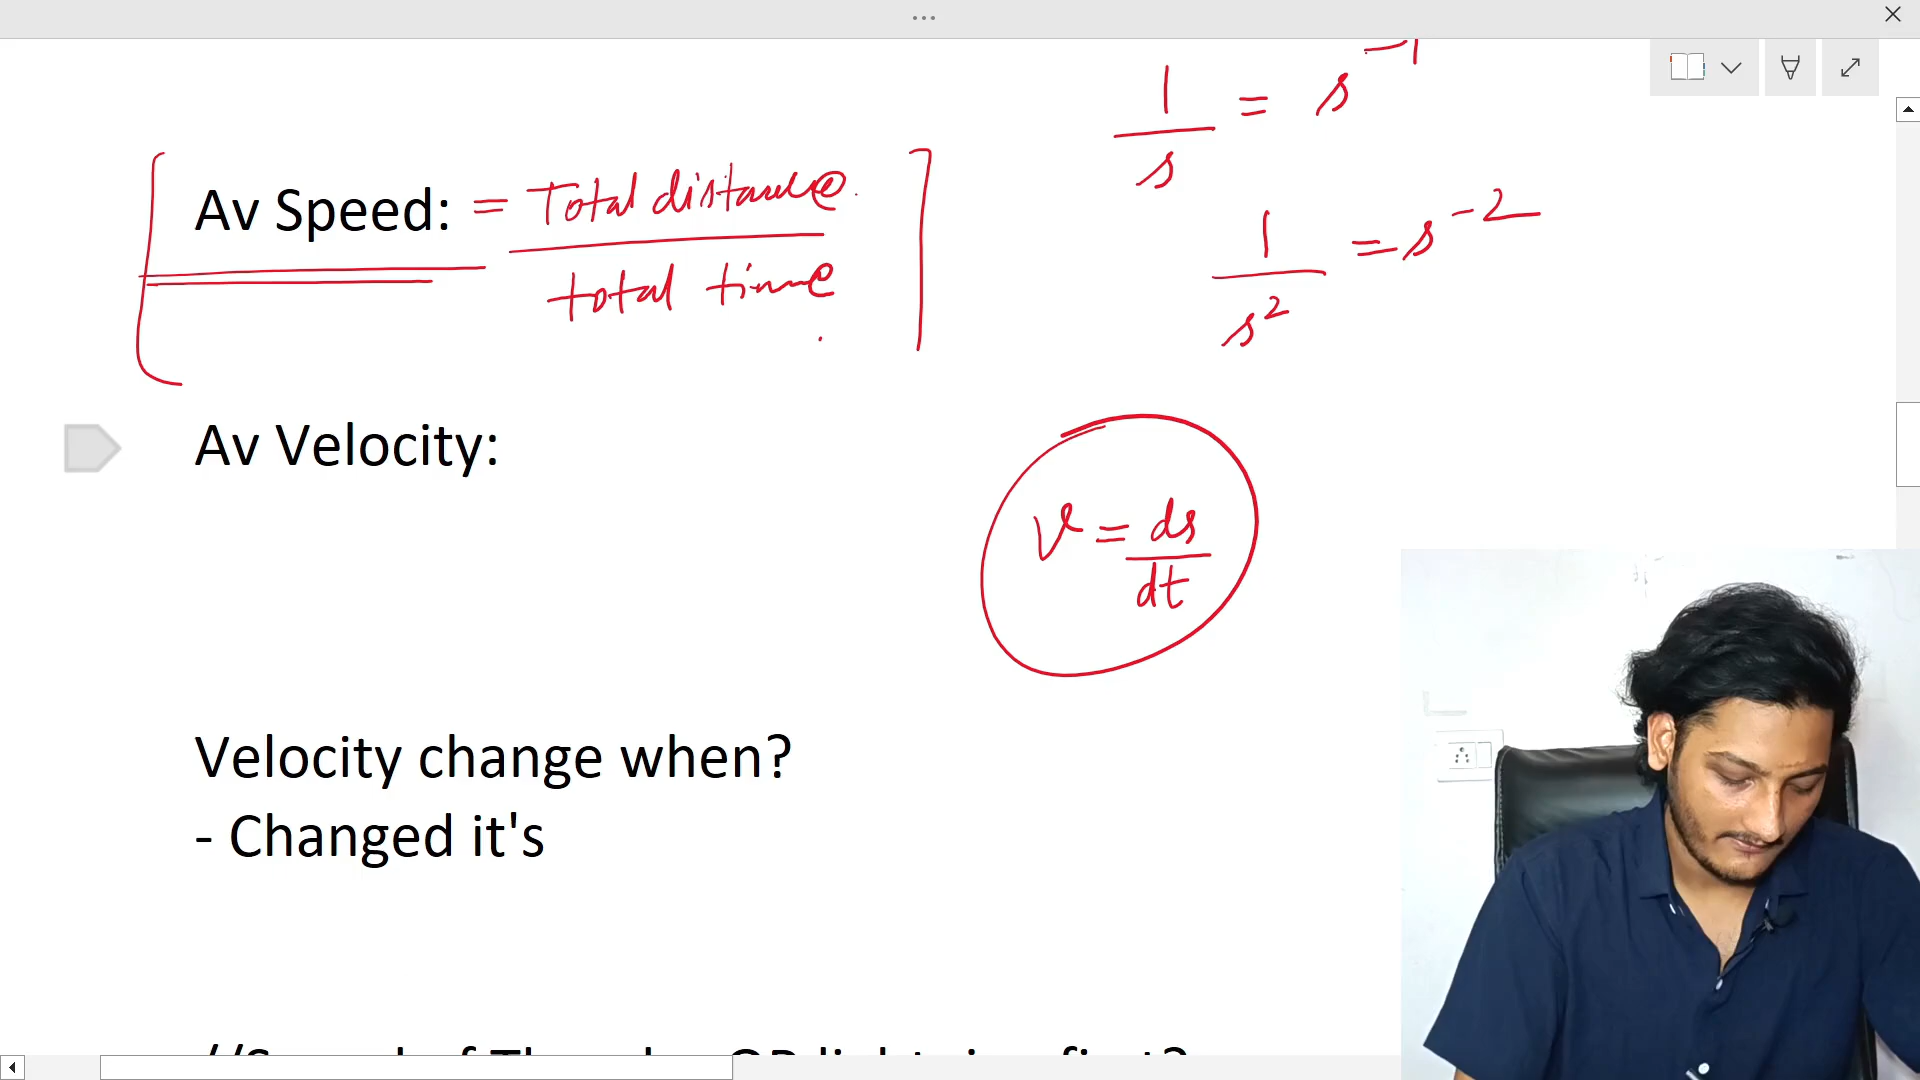 1/s = s⁻¹
Av Speed: = Total distance / total time
1/s² = s⁻²
Av Velocity:
v = ds/dt
Velocity change when?
- Changed it's